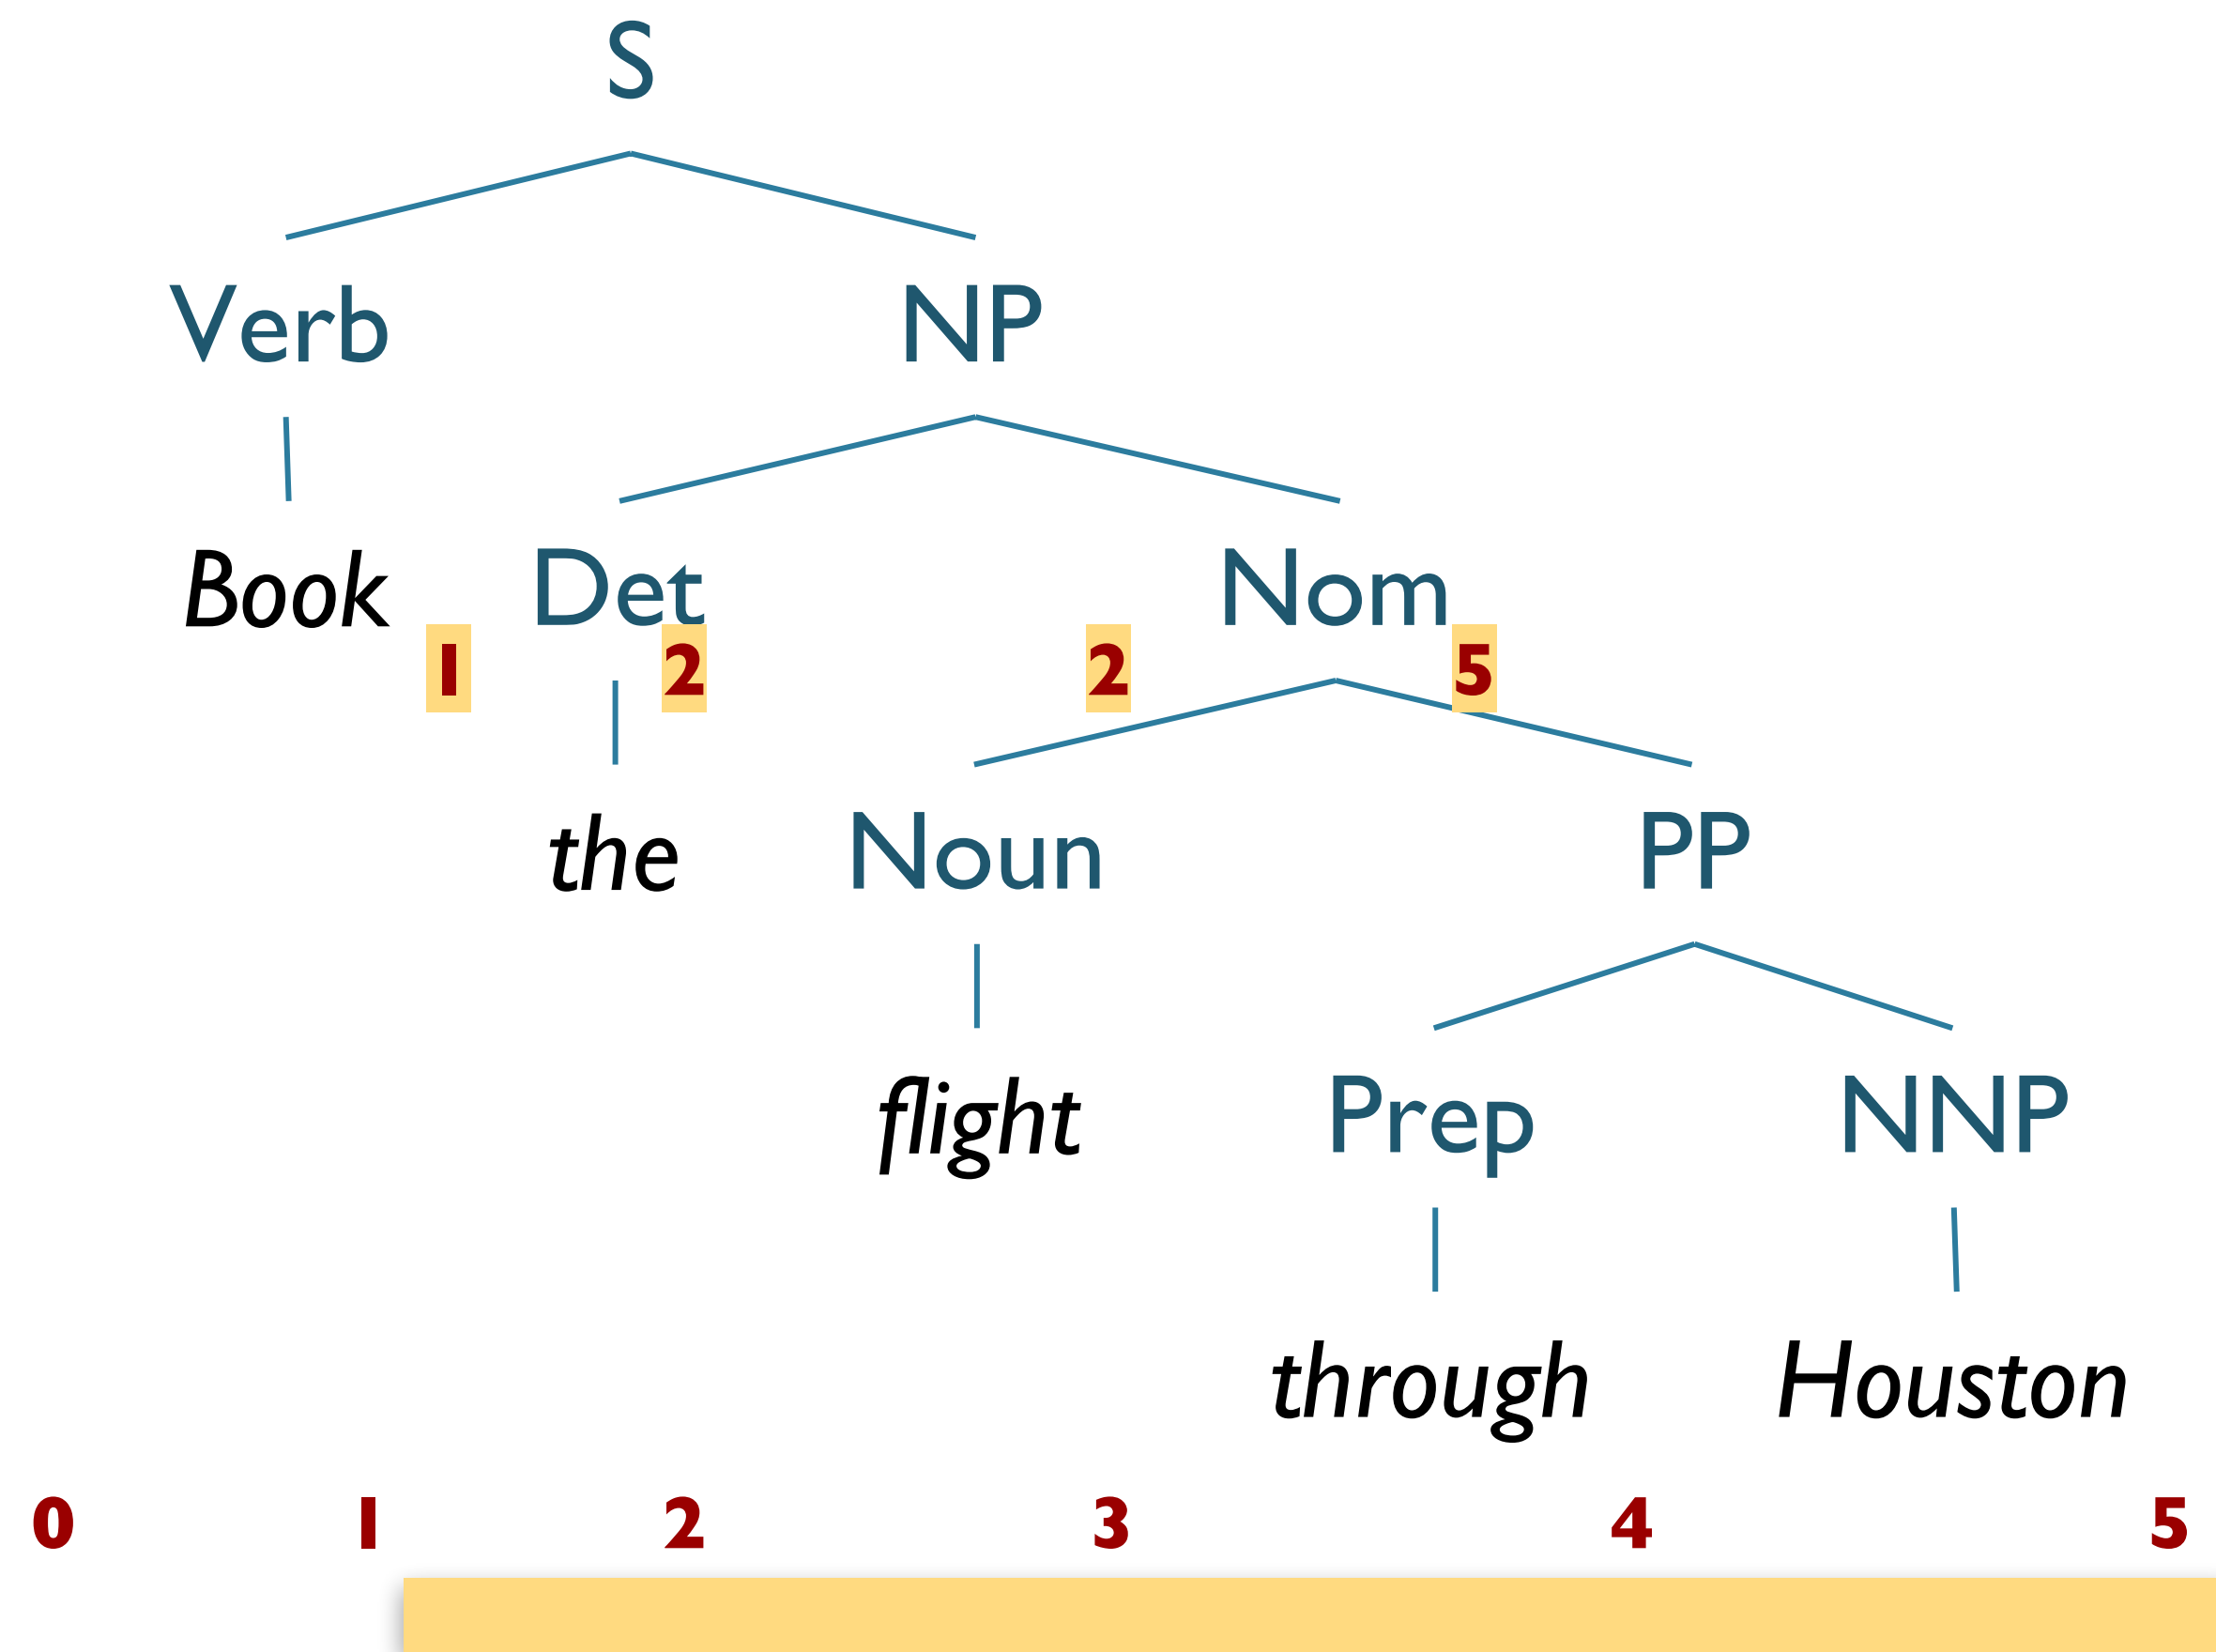 S
Verb NP
Book Det Nom
1 2 2 5
the Noun PP
flight Prep NNP
through Houston
0 1 2 3 4 5